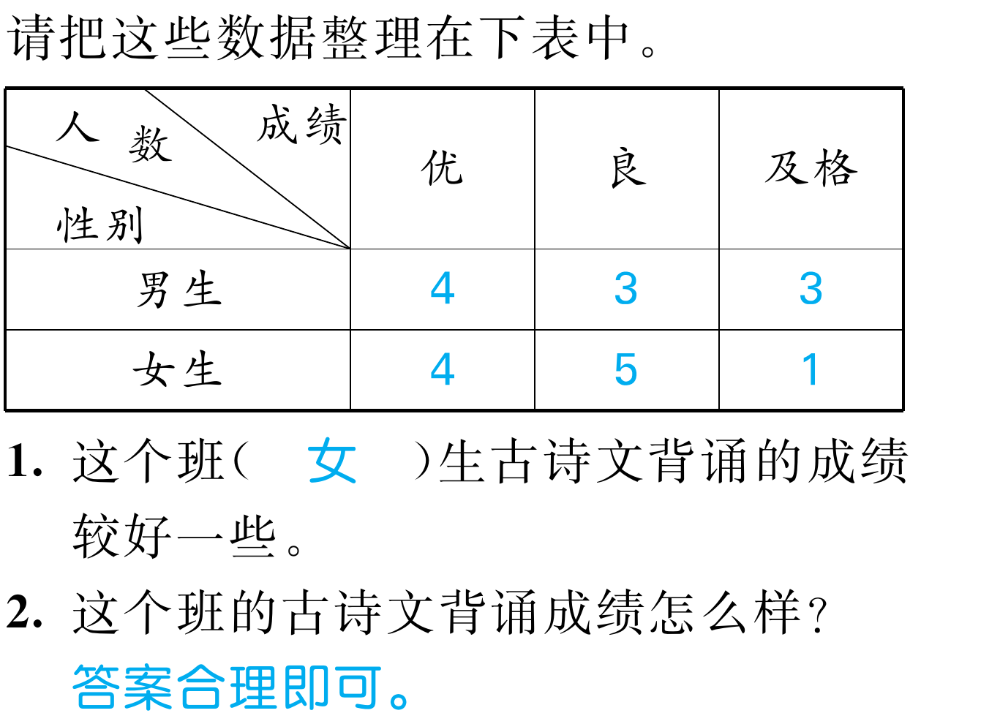 请把这些数据整理在下表中。
人数 成绩 性别 优 良 及格
男生 4 3 3
女生 4 5 1
1. 这个班( 女 )生古诗文背诵的成绩
较好一些。
2. 这个班的古诗文背诵成绩怎么样?
答案合理即可。